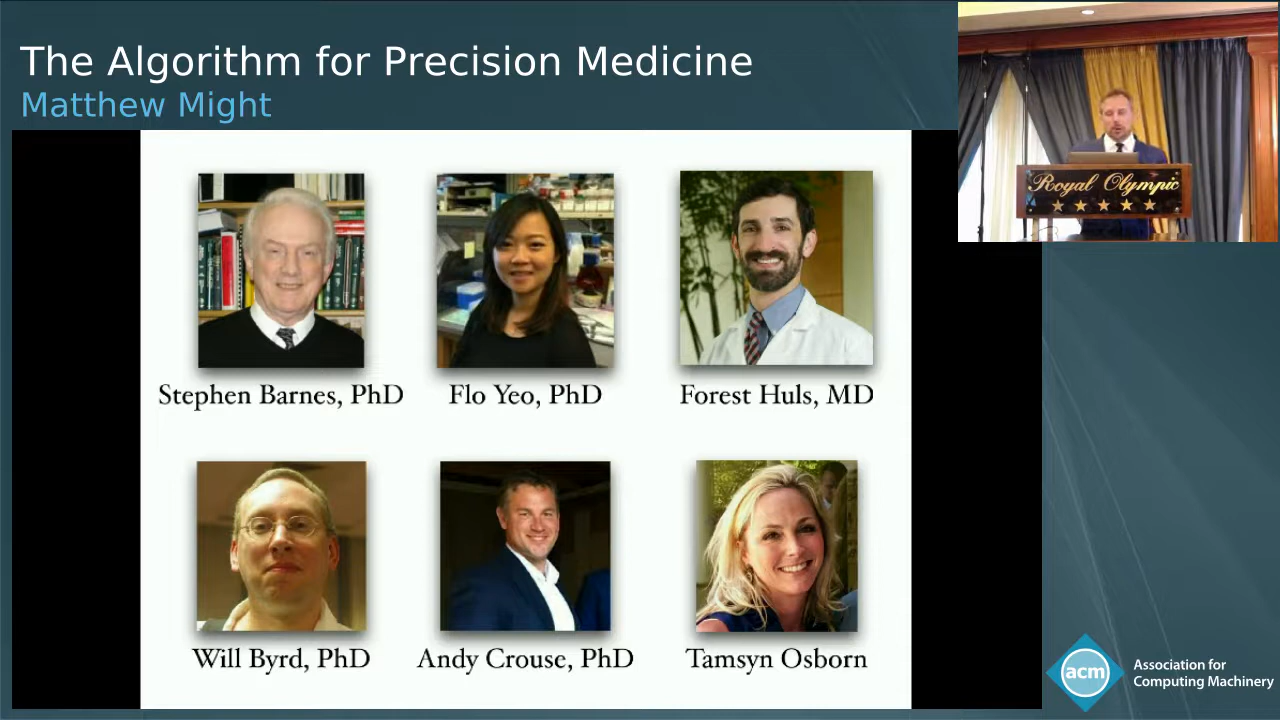 The Algorithm for Precision Medicine
Matthew Might
Royal Olympic
Stephen Barnes, PhD
Flo Yeo, PhD
Forest Huls, MD
Will Byrd, PhD
Andy Crouse, PhD
Tamsyn Osborn
acm
Association for
Computing Machinery